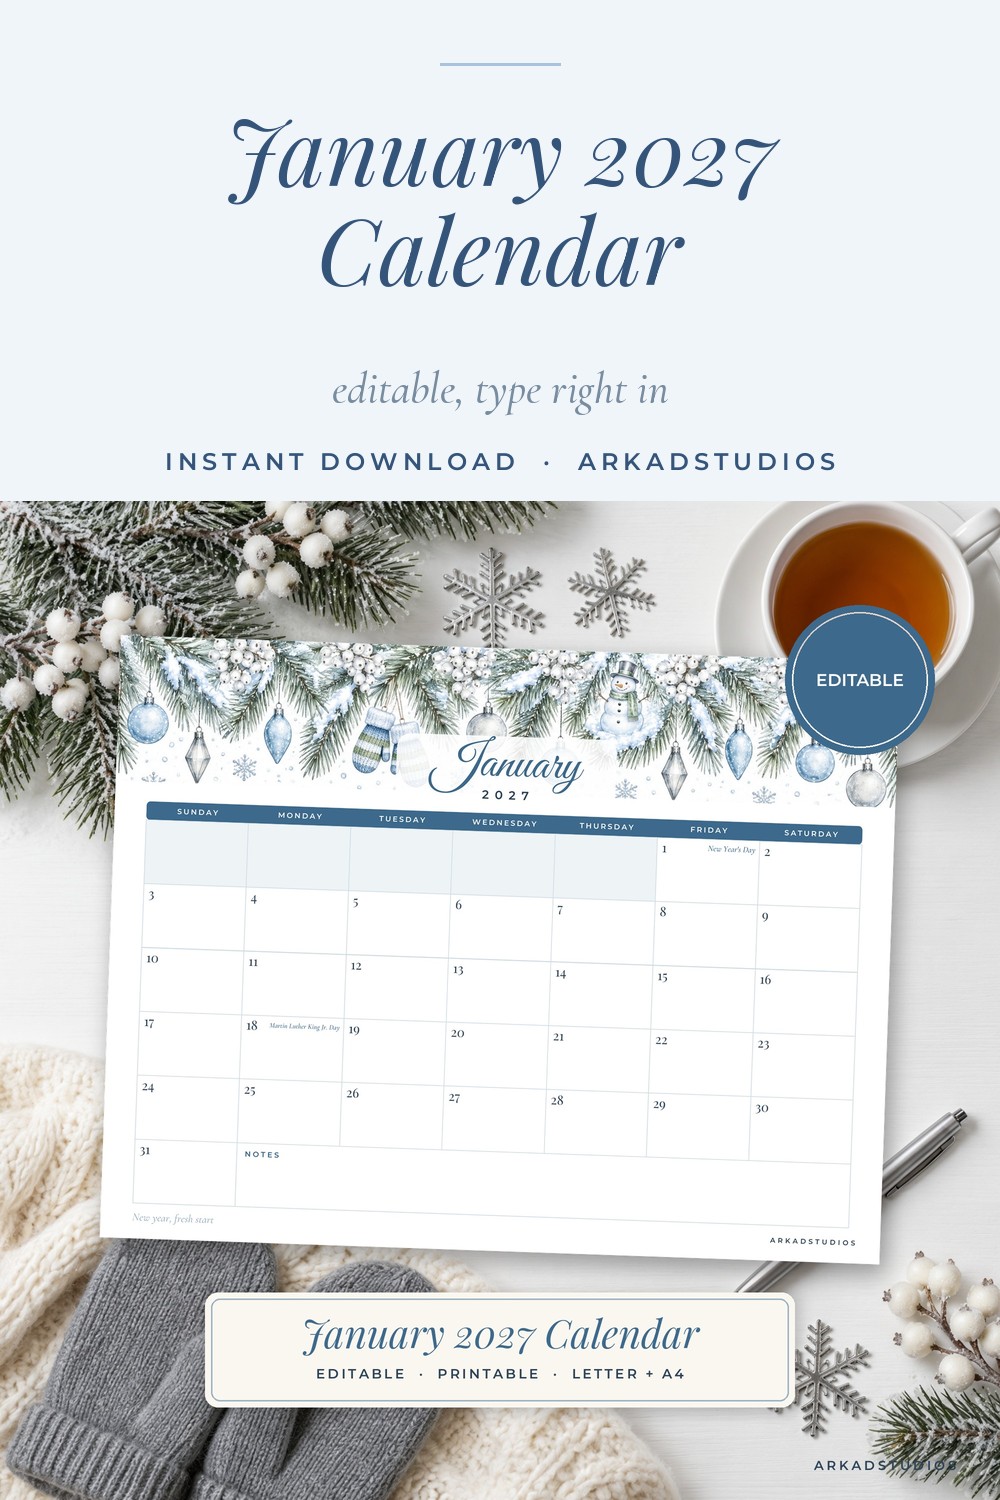 January 2027
Calendar
editable, type right in
INSTANT DOWNLOAD · ARKADSTUDIOS
EDITABLE
January
2027
SUNDAY MONDAY TUESDAY WEDNESDAY THURSDAY FRIDAY SATURDAY
1 New Year's Day 2
3 4 5 6 7 8 9
10 11 12 13 14 15 16
17 18 Martin Luther King Jr. Day 19 20 21 22 23
24 25 26 27 28 29 30
31 NOTES
New year, fresh start
ARKADSTUDIOS
January 2027 Calendar
EDITABLE · PRINTABLE · LETTER + A4
ARKADSTUDIOS